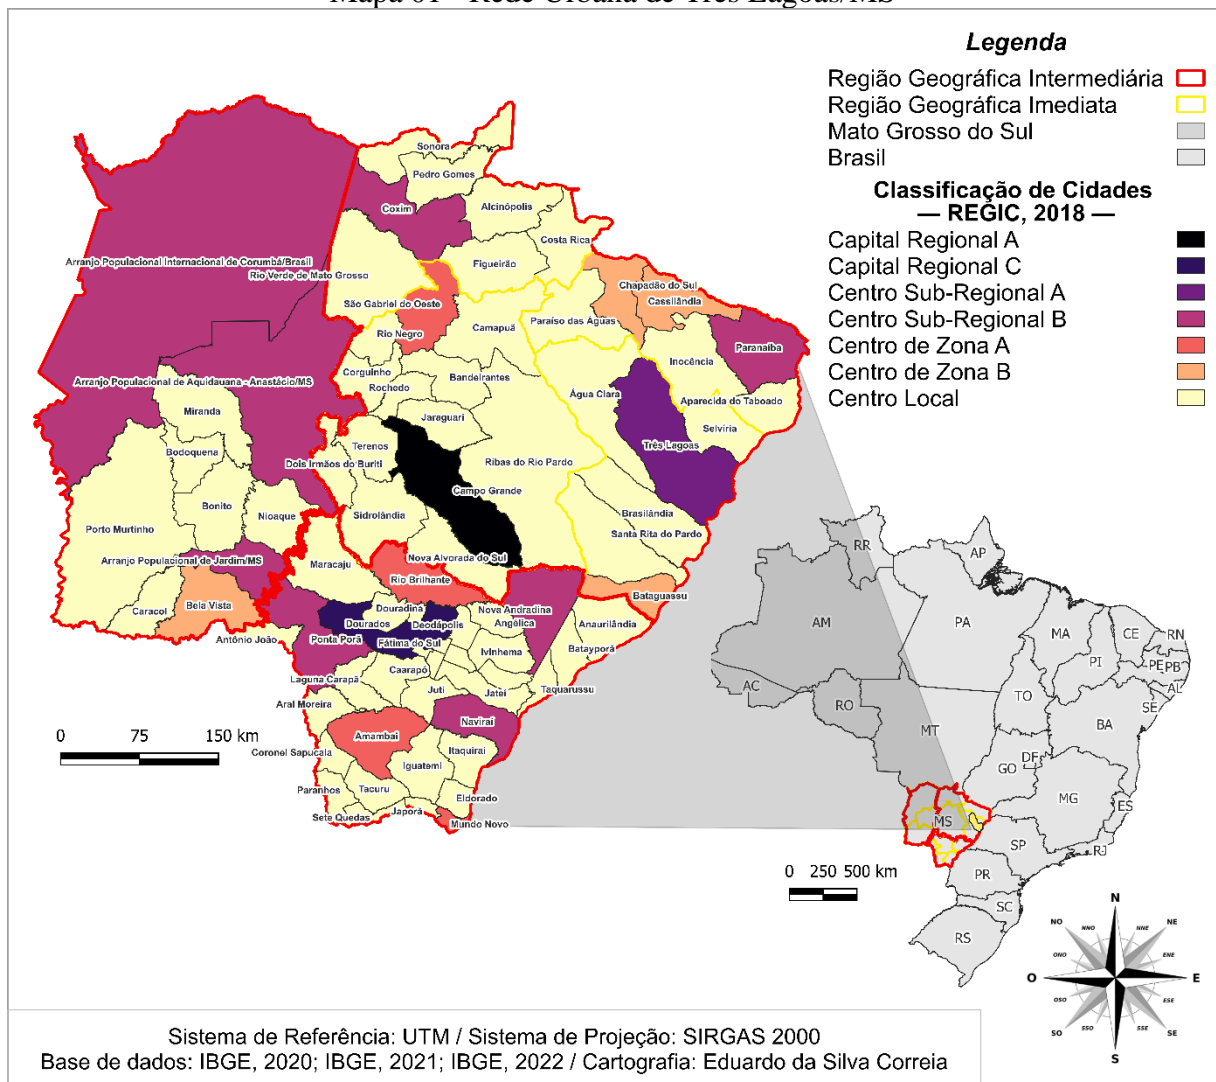 Mapa 01 - Rede Urbana de Três Lagoas/MS
Legenda
Região Geográfica Intermediária
Região Geográfica Imediata
Mato Grosso do Sul
Brasil
Classificação de Cidades
— REGIC, 2018 —
Capital Regional A
Capital Regional C
Centro Sub-Regional A
Centro Sub-Regional B
Centro de Zona A
Centro de Zona B
Centro Local
Sonora
Pedro Gomes
Coxim
Alcinópolis
Costa Rica
Arranjo Populacional Internacional de Corumbá/Brasil
Figueirão
Rio Verde de Mato Grosso
Chapadão do Sul
Cassilândia
São Gabriel do Oeste
Paraíso das Águas
Camapuã
Rio Negro
Paranaíba
Inocência
Corguinho
Bandeirantes
Arranjo Populacional de Aquidauana - Anastácio/MS
Rochedo
Água Clara
Aparecida do Taboado
Miranda
Jaraguari
Selvíria
Terenos
Três Lagoas
Bodoquena
Dois Irmãos do Buriti
Ribas do Rio Pardo
Campo Grande
Bonito
Nioaque
Sidrolândia
Brasilândia
Porto Murtinho
Santa Rita do Pardo
Nova Alvorada do Sul
Arranjo Populacional de Jardim/MS
Maracaju
Rio Brilhante
Bataguassu
Caracol
Bela Vista
Douradina
Nova Andradina
Dourados
Deodápolis
Angélica
Anaurilândia
Antônio João
Ponta Porã
Fátima do Sul
Ivinhema
Batayporã
Caarapó
Laguna Carapã
Juti
Jateí
Taquarussu
Aral Moreira
Naviraí
Amambai
Coronel Sapucaia
Itaquiraí
Iguatemi
Paranhos
Tacuru
Eldorado
Sete Quedas
Japorã
Mundo Novo
0 75 150 km
RR
AP
AM
PA
MA
CE
RN
PI
PE
PB
AC
RO
TO
AL
SE
MT
BA
DF
GO
MG
ES
MS
SP
RJ
PR
SC
RS
0 250 500 km
N
NO
NNO
NNE
NE
ONO
ENE
O
E
OSO
ESE
SO
SSO
SSE
SE
S
Sistema de Referência: UTM / Sistema de Projeção: SIRGAS 2000
Base de dados: IBGE, 2020; IBGE, 2021; IBGE, 2022 / Cartografia: Eduardo da Silva Correia